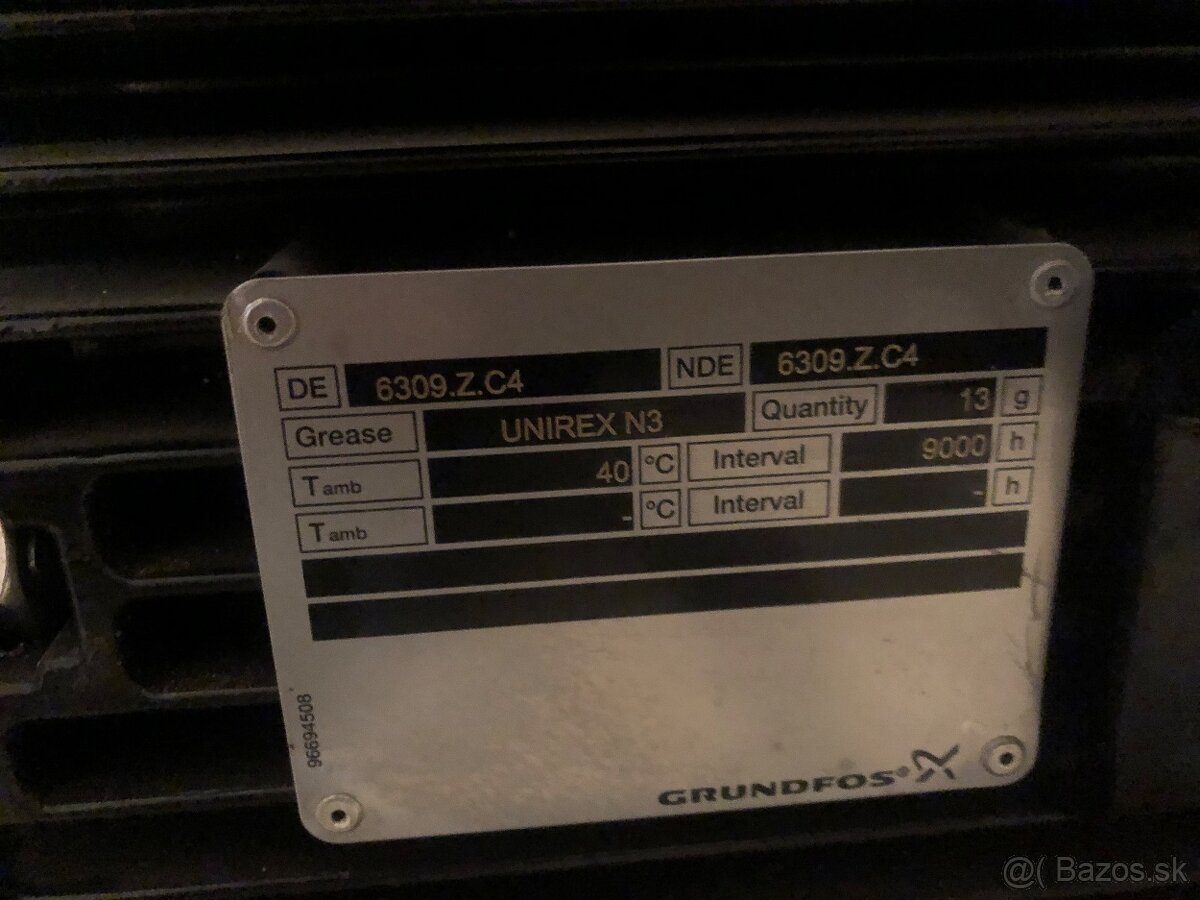 DE 6309.Z.C4 NDE 6309.Z.C4
Grease UNIREX N3 Quantity 13 g
Tamb 40 °C Interval 9000 h
Tamb - °C Interval - h
96694508
GRUNDFOS®
@( Bazos.sk